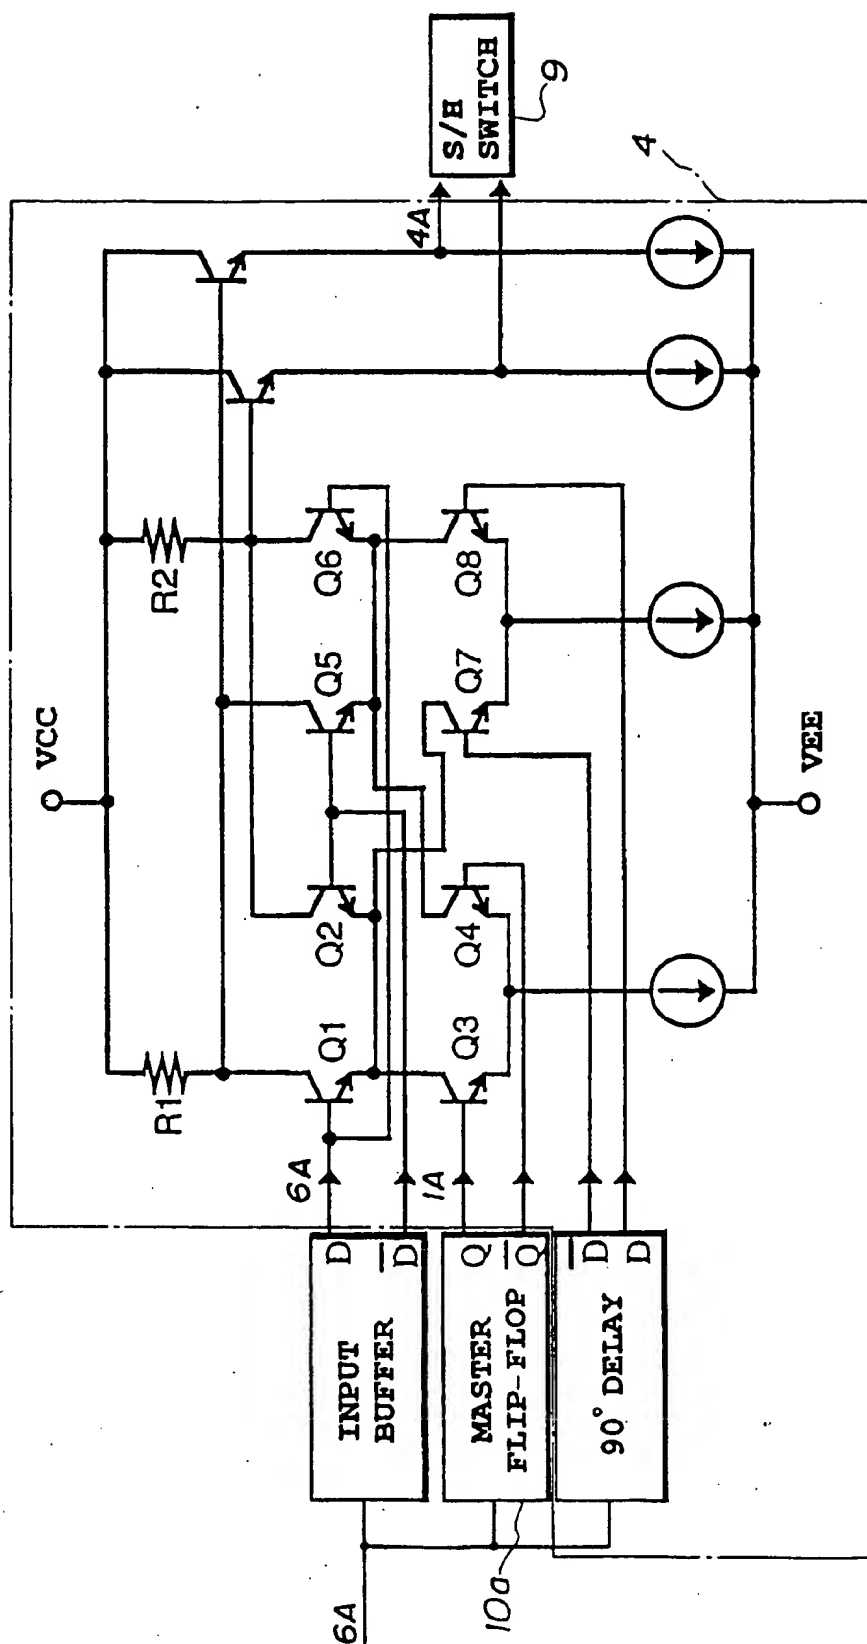 VCC
R1
R2
Q1
Q2
Q5
Q6
Q3
Q4
Q7
Q8
VEE
6A
6A
INPUT
BUFFER
D
D
1A
MASTER
FLIP-FLOP
Q
Q
10a
90° DELAY
D
D
4A
S/H
SWITCH
9
4